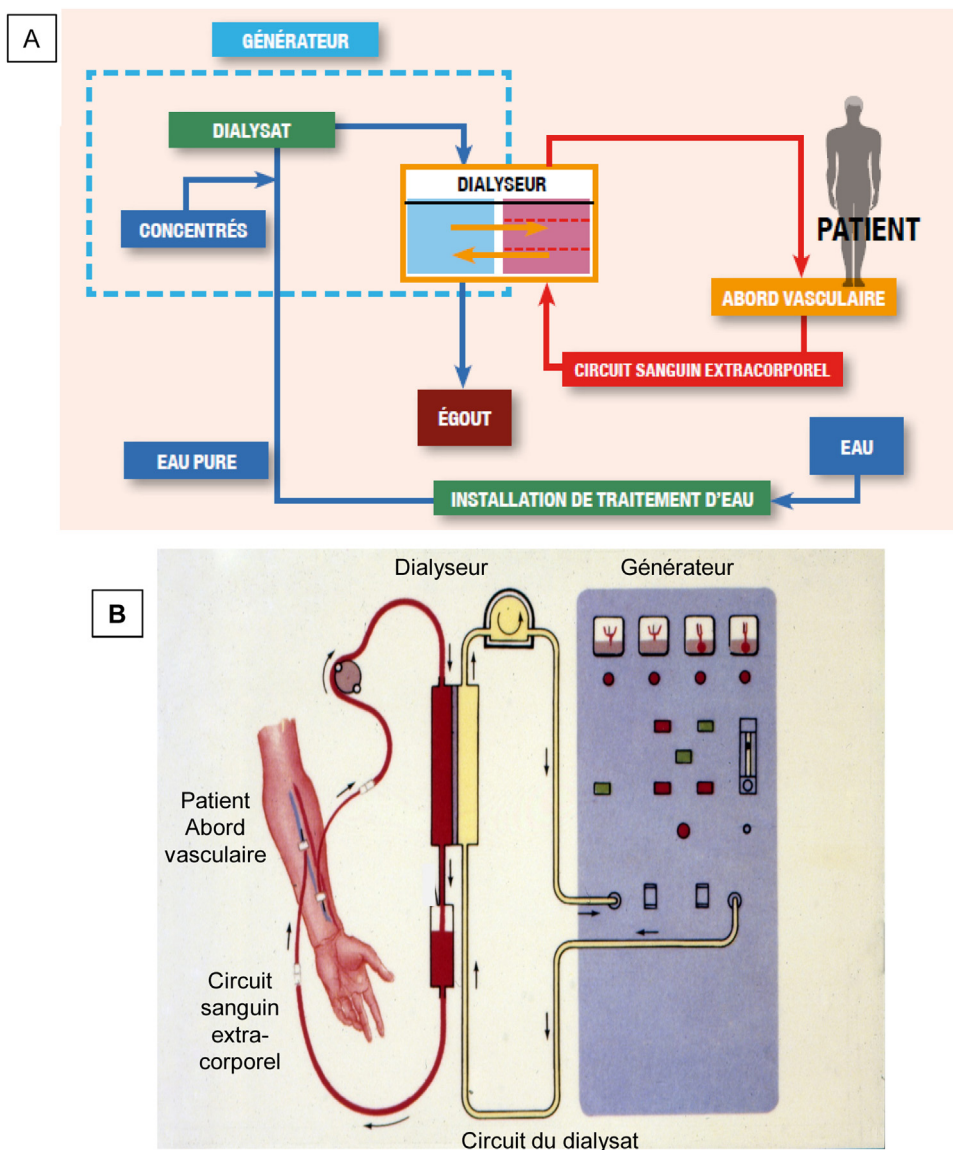 A
GÉNÉRATEUR
DIALYSAT
DIALYSEUR
CONCENTRÉS
PATIENT
ABORD VASCULAIRE
CIRCUIT SANGUIN EXTRACORPOREL
ÉGOUT
EAU PURE
EAU
INSTALLATION DE TRAITEMENT D'EAU
B
Dialyseur
Générateur
Patient
Abord
vasculaire
Circuit
sanguin
extra-
corporel
Circuit du dialysat